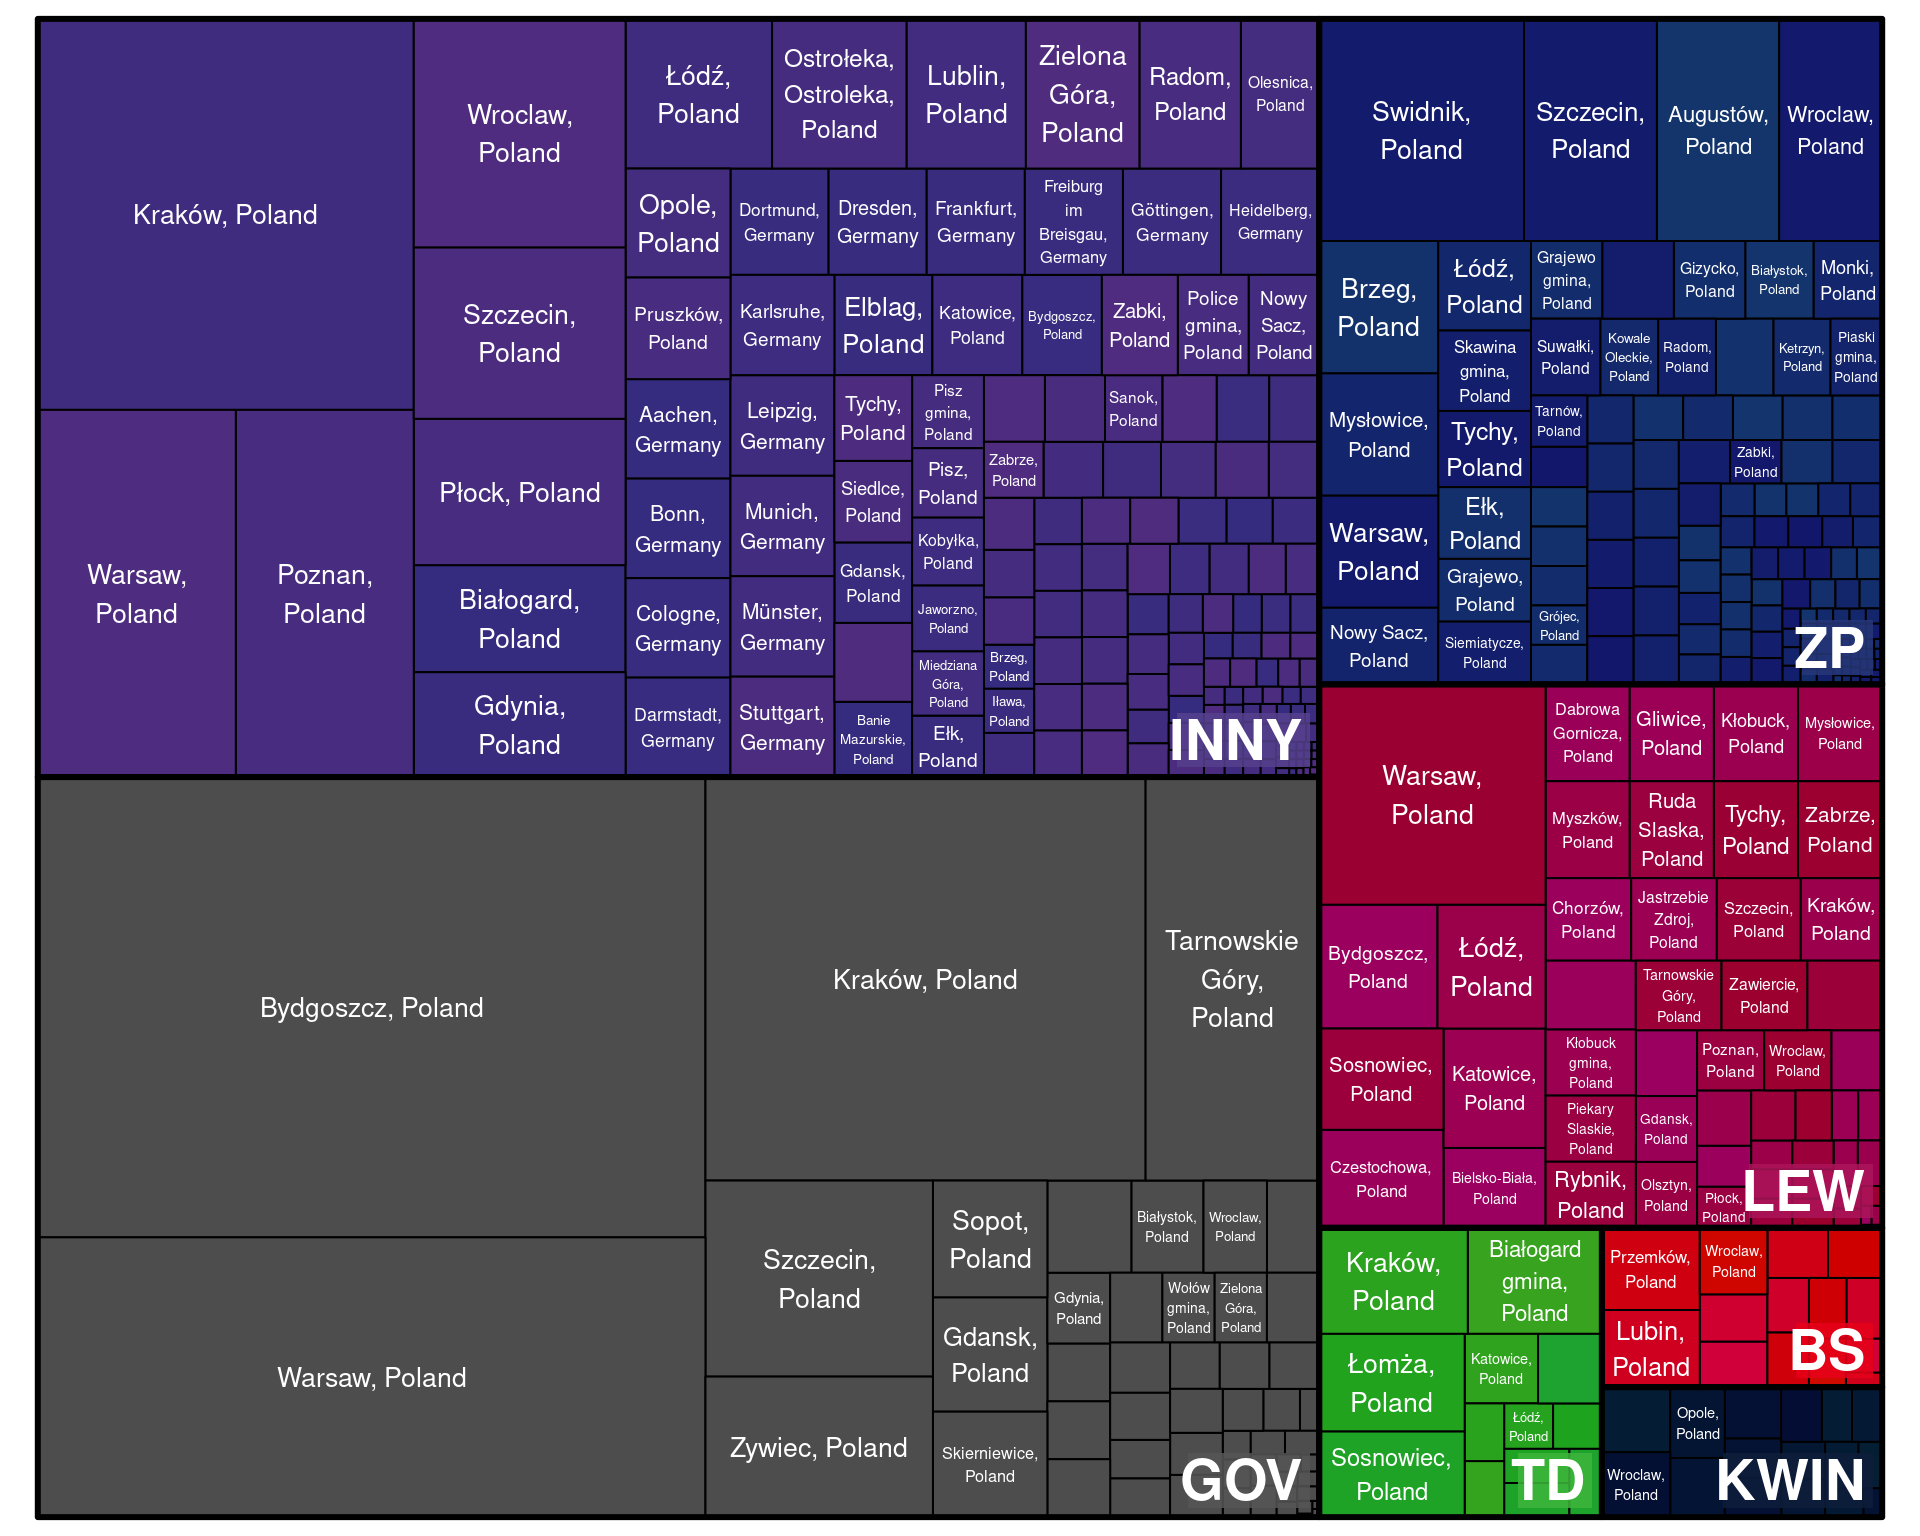 Kraków, Poland
Warsaw,
Poland
Poznan,
Poland
Wroclaw,
Poland
Szczecin,
Poland
Płock, Poland
Białogard,
Poland
Gdynia,
Poland
Łódź,
Poland
Ostrołeka,
Ostroleka,
Poland
Lublin,
Poland
Zielona
Góra,
Poland
Radom,
Poland
Olesnica,
Poland
Opole,
Poland
Pruszków,
Poland
Aachen,
Germany
Bonn,
Germany
Cologne,
Germany
Darmstadt,
Germany
Dortmund,
Germany
Dresden,
Germany
Frankfurt,
Germany
Freiburg
im
Breisgau,
Germany
Göttingen,
Germany
Heidelberg,
Germany
Karlsruhe,
Germany
Leipzig,
Germany
Munich,
Germany
Münster,
Germany
Stuttgart,
Germany
Elblag,
Poland
Katowice,
Poland
Bydgoszcz,
Poland
Zabki,
Poland
Police
gmina,
Poland
Nowy
Sacz,
Poland
Tychy,
Poland
Siedlce,
Poland
Gdansk,
Poland
Banie
Mazurskie,
Poland
Pisz
gmina,
Poland
Pisz,
Poland
Kobyłka,
Poland
Jaworzno,
Poland
Miedziana
Góra,
Poland
Ełk,
Poland
Sanok,
Poland
Zabrze,
Poland
Brzeg,
Poland
Iława,
Poland
INNY
Bydgoszcz, Poland
Warsaw, Poland
Kraków, Poland
Tarnowskie
Góry,
Poland
Szczecin,
Poland
Zywiec, Poland
Sopot,
Poland
Gdansk,
Poland
Skierniewice,
Poland
Białystok,
Poland
Wroclaw,
Poland
Gdynia,
Poland
Wołów
gmina,
Poland
Zielona
Góra,
Poland
GOV
Swidnik,
Poland
Szczecin,
Poland
Augustów,
Poland
Wroclaw,
Poland
Brzeg,
Poland
Mysłowice,
Poland
Warsaw,
Poland
Nowy Sacz,
Poland
Łódź,
Poland
Skawina
gmina,
Poland
Tychy,
Poland
Ełk,
Poland
Grajewo,
Poland
Siemiatycze,
Poland
Grajewo
gmina,
Poland
Gizycko,
Poland
Białystok,
Poland
Monki,
Poland
Suwałki,
Poland
Kowale
Oleckie,
Poland
Radom,
Poland
Ketrzyn,
Poland
Piaski
gmina,
Poland
Tarnów,
Poland
Zabki,
Poland
Grójec,
Poland
ZP
Warsaw,
Poland
Bydgoszcz,
Poland
Łódź,
Poland
Sosnowiec,
Poland
Czestochowa,
Poland
Katowice,
Poland
Bielsko-Biała,
Poland
Dabrowa
Gornicza,
Poland
Gliwice,
Poland
Kłobuck,
Poland
Mysłowice,
Poland
Myszków,
Poland
Ruda
Slaska,
Poland
Tychy,
Poland
Zabrze,
Poland
Chorzów,
Poland
Jastrzebie
Zdroj,
Poland
Szczecin,
Poland
Kraków,
Poland
Tarnowskie
Góry,
Poland
Zawiercie,
Poland
Kłobuck
gmina,
Poland
Piekary
Slaskie,
Poland
Rybnik,
Poland
Gdansk,
Poland
Olsztyn,
Poland
Poznan,
Poland
Wroclaw,
Poland
Płock,
Poland
LEW
Kraków,
Poland
Białogard
gmina,
Poland
Łomża,
Poland
Sosnowiec,
Poland
Katowice,
Poland
Łódź,
Poland
TD
Przemków,
Poland
Lubin,
Poland
Wroclaw,
Poland
BS
Opole,
Poland
Wroclaw,
Poland
KWIN